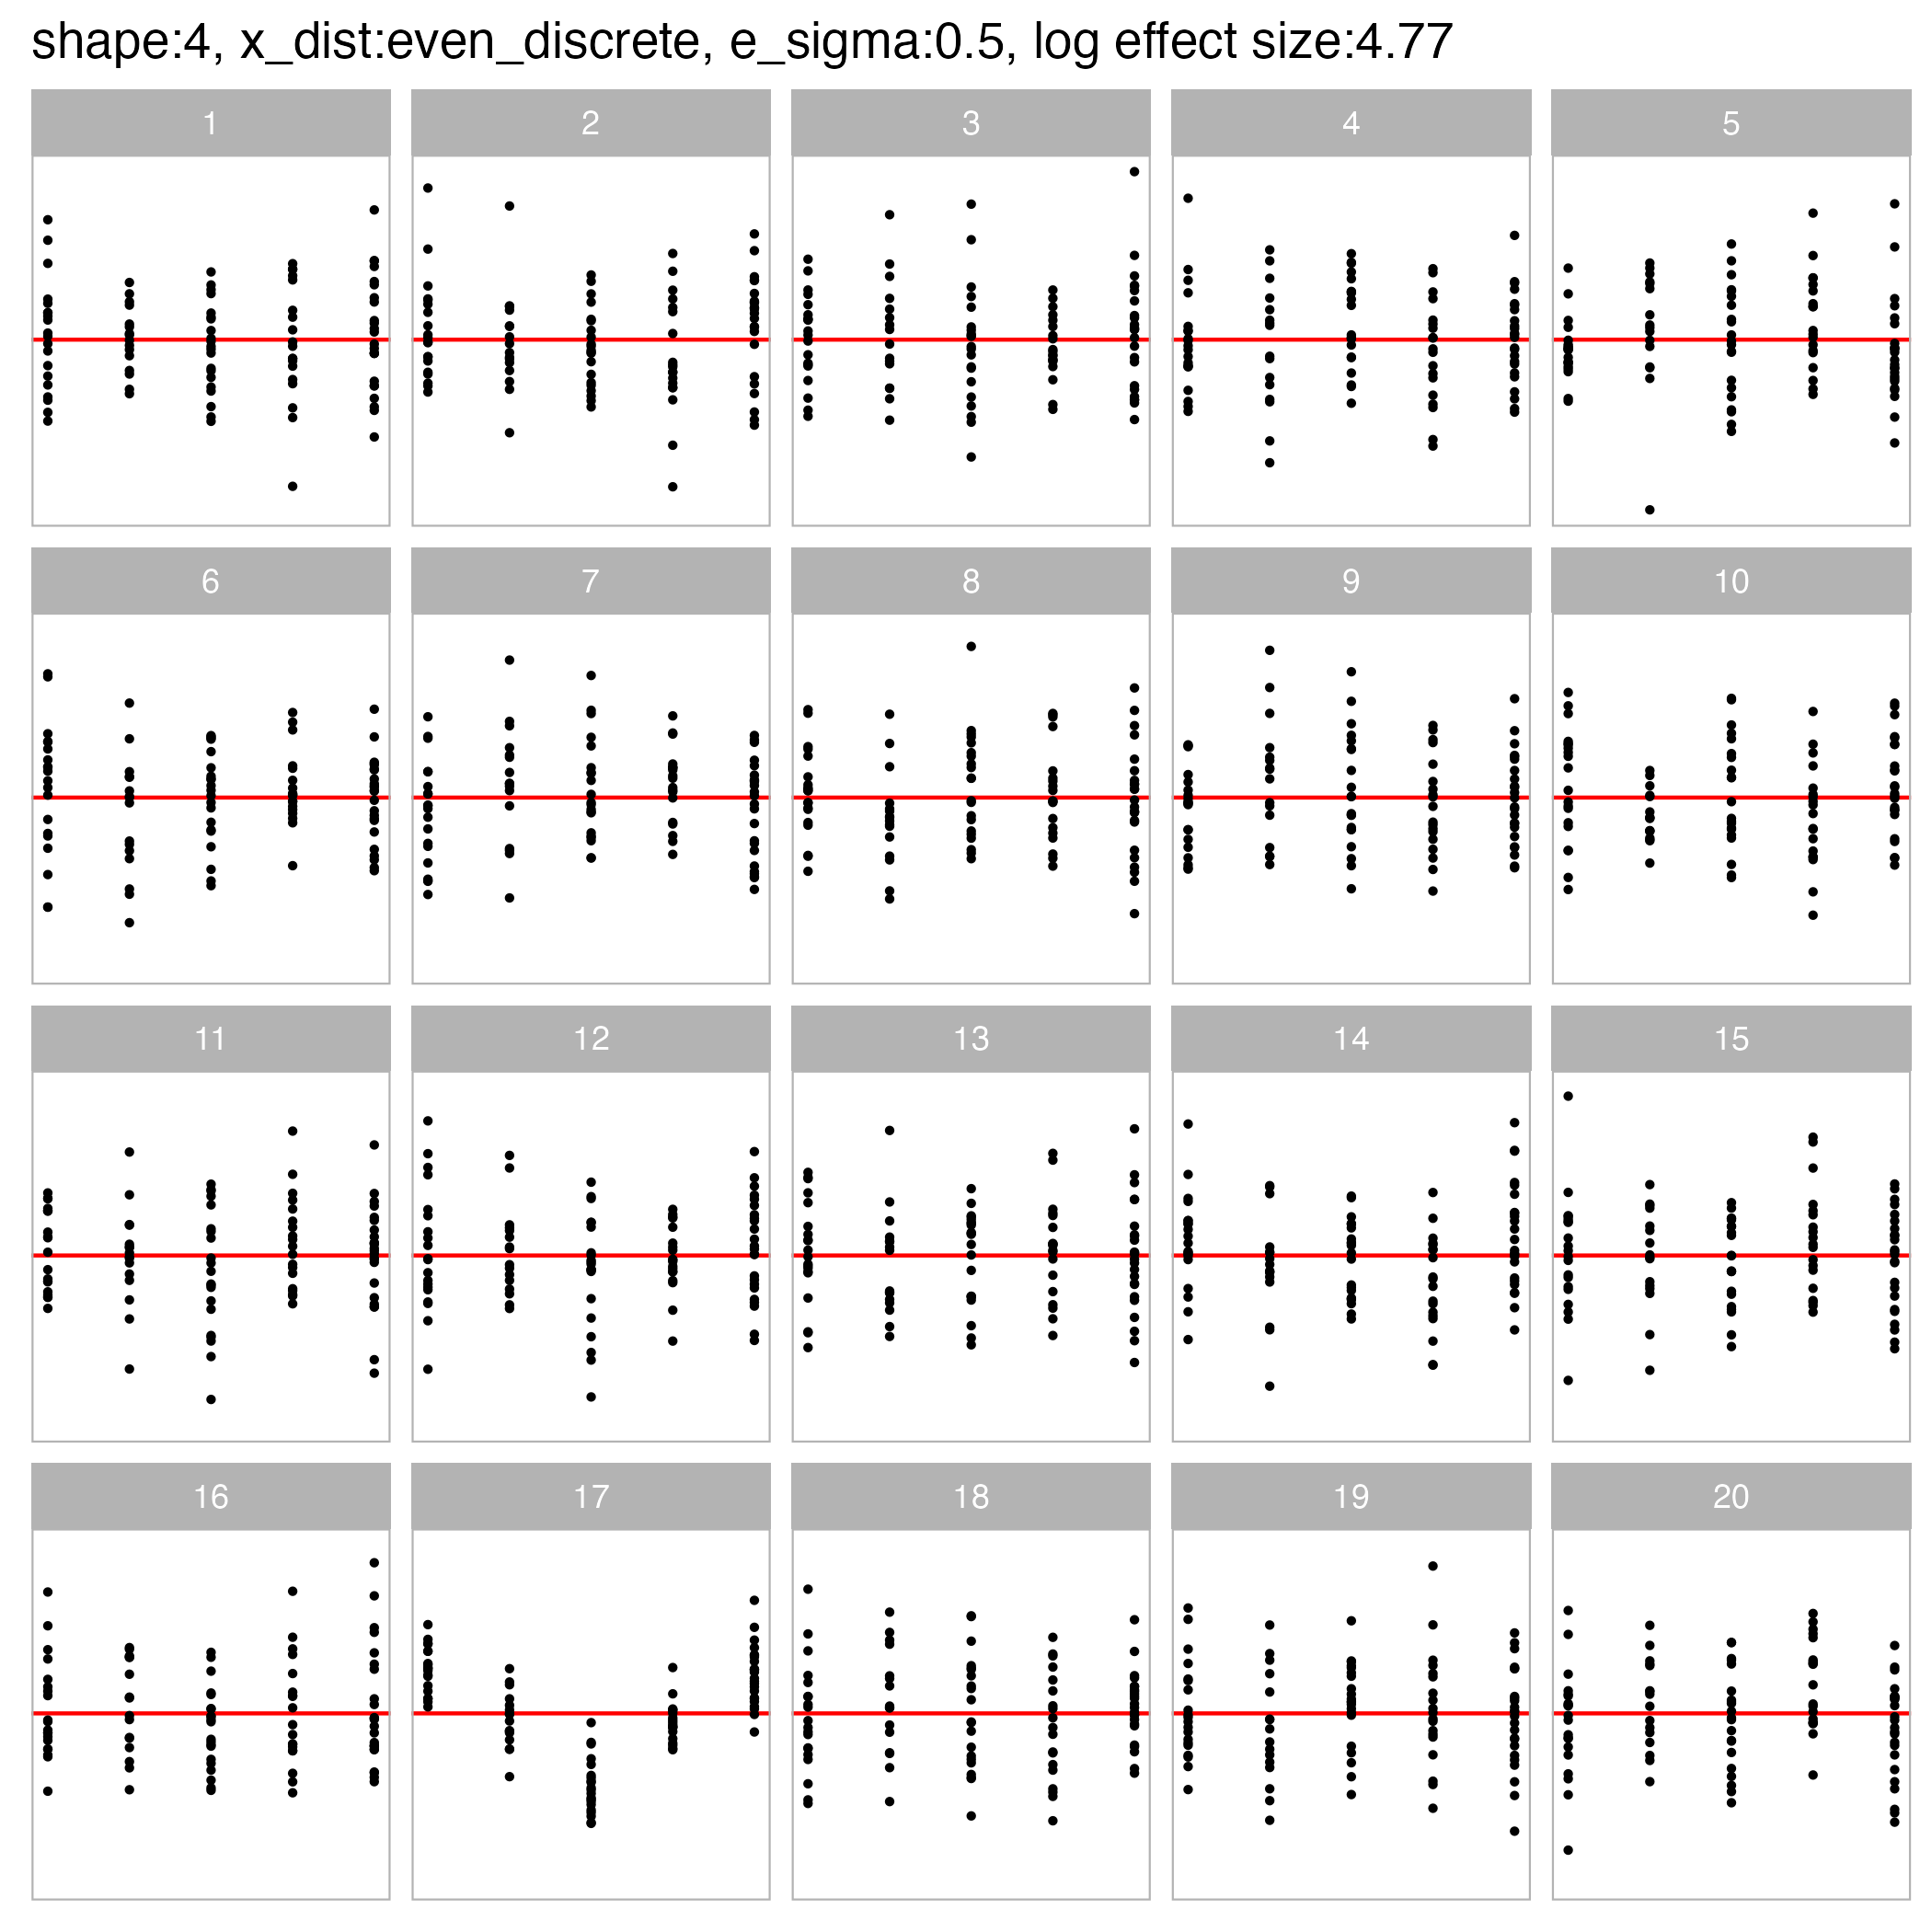 shape:4, x_dist:even_discrete, e_sigma:0.5, log effect size:4.77
1 2 3 4 5
6 7 8 9 10
11 12 13 14 15
16 17 18 19 20